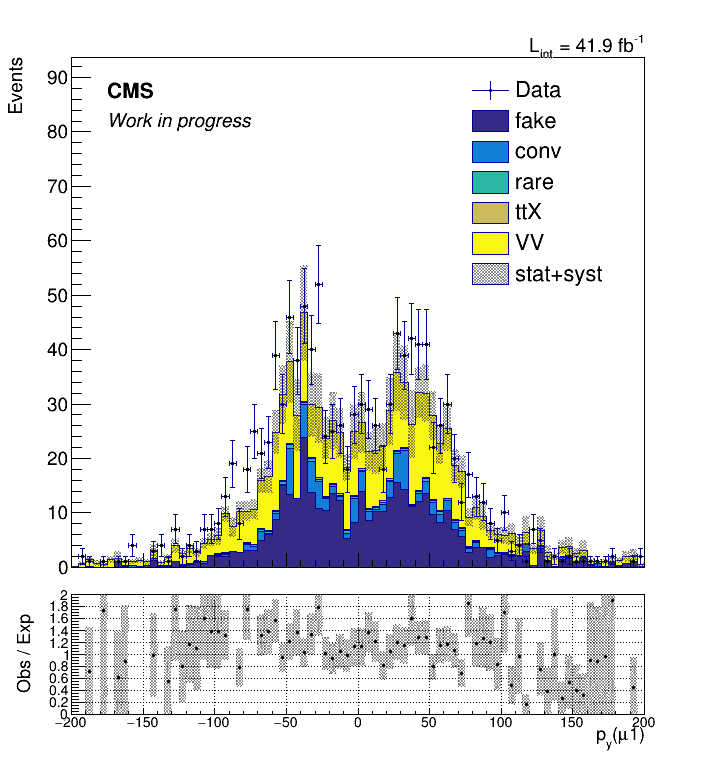 L_int = 41.9 fb^-1
Events
CMS
Work in progress
Data
fake
conv
rare
ttX
VV
stat+syst
90
80
70
60
50
40
30
20
10
0
Obs / Exp
2
1.8
1.6
1.4
1.2
1
0.8
0.6
0.4
0.2
0
−200 −150 −100 −50 0 50 100 150 200
p_y(μ1)